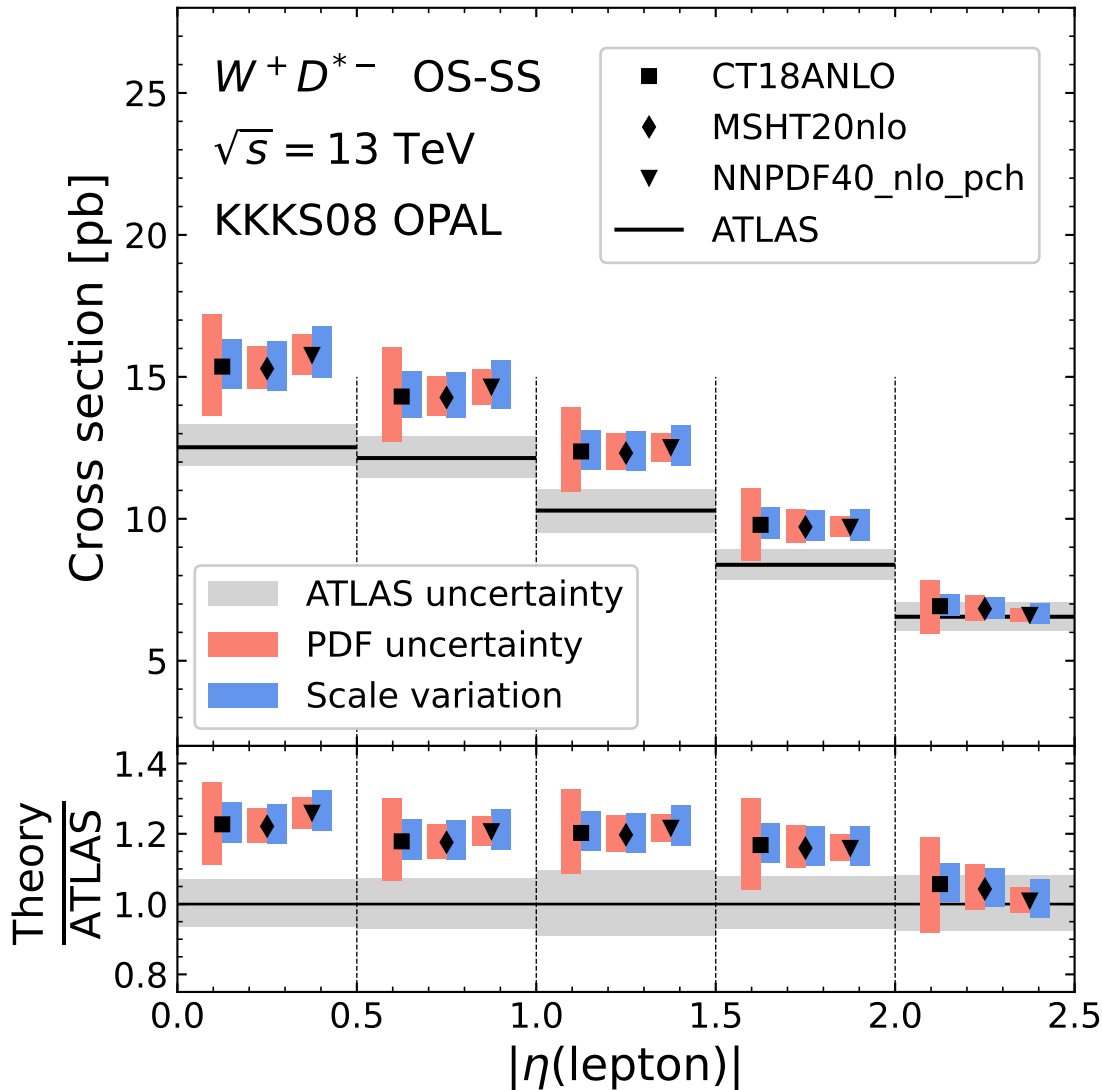 W⁺D*⁻ OS-SS
√s = 13 TeV
KKKS08 OPAL
CT18ANLO
MSHT20nlo
NNPDF40_nlo_pch
ATLAS
Cross section [pb]
25
20
15
10
5
ATLAS uncertainty
PDF uncertainty
Scale variation
Theory
ATLAS
1.4
1.2
1.0
0.8
0.0 0.5 1.0 1.5 2.0 2.5
|η(lepton)|